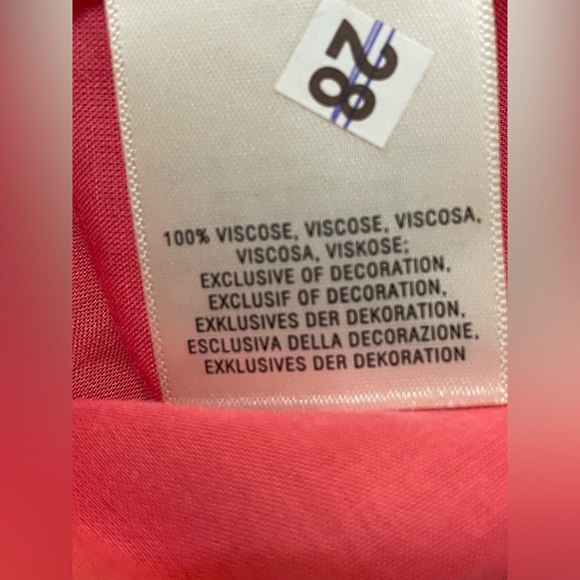 28
100% VISCOSE, VISCOSE, VISCOSA,
VISCOSA, VISKOSE;
EXCLUSIVE OF DECORATION,
EXCLUSIF OF DECORATION,
EXKLUSIVES DER DEKORATION,
ESCLUSIVA DELLA DECORAZIONE,
EXKLUSIVES DER DEKORATION